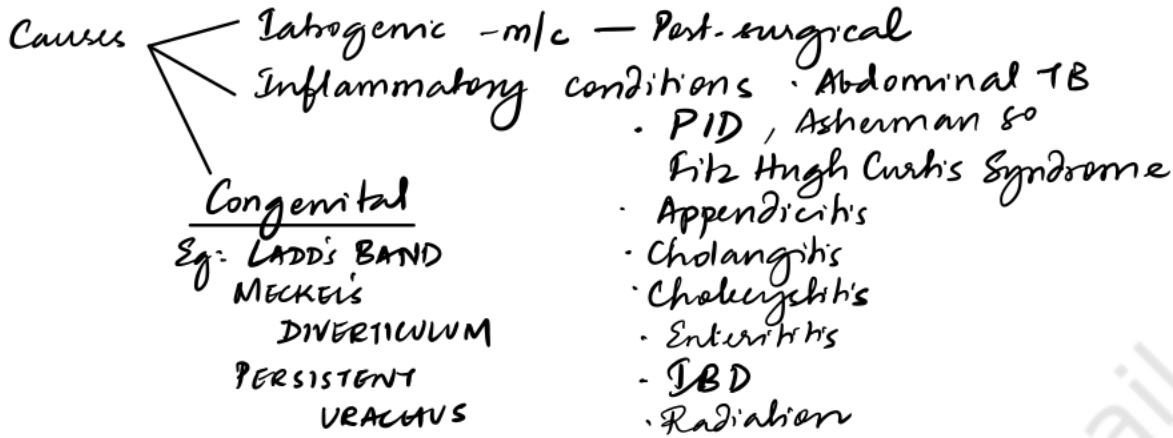 Causes
Iatrogenic - m/c — Post-surgical
Inflammatory conditions · Abdominal TB
· PID, Asherman so
Fitz Hugh Curtis Syndrome
· Appendicitis
· Cholangitis
· Cholecystitis
· Enteritits
- IBD
· Radiation
Congenital
Eg: LADD's BAND
MECKEL'S
DIVERTICULUM
PERSISTENT
URACHUS